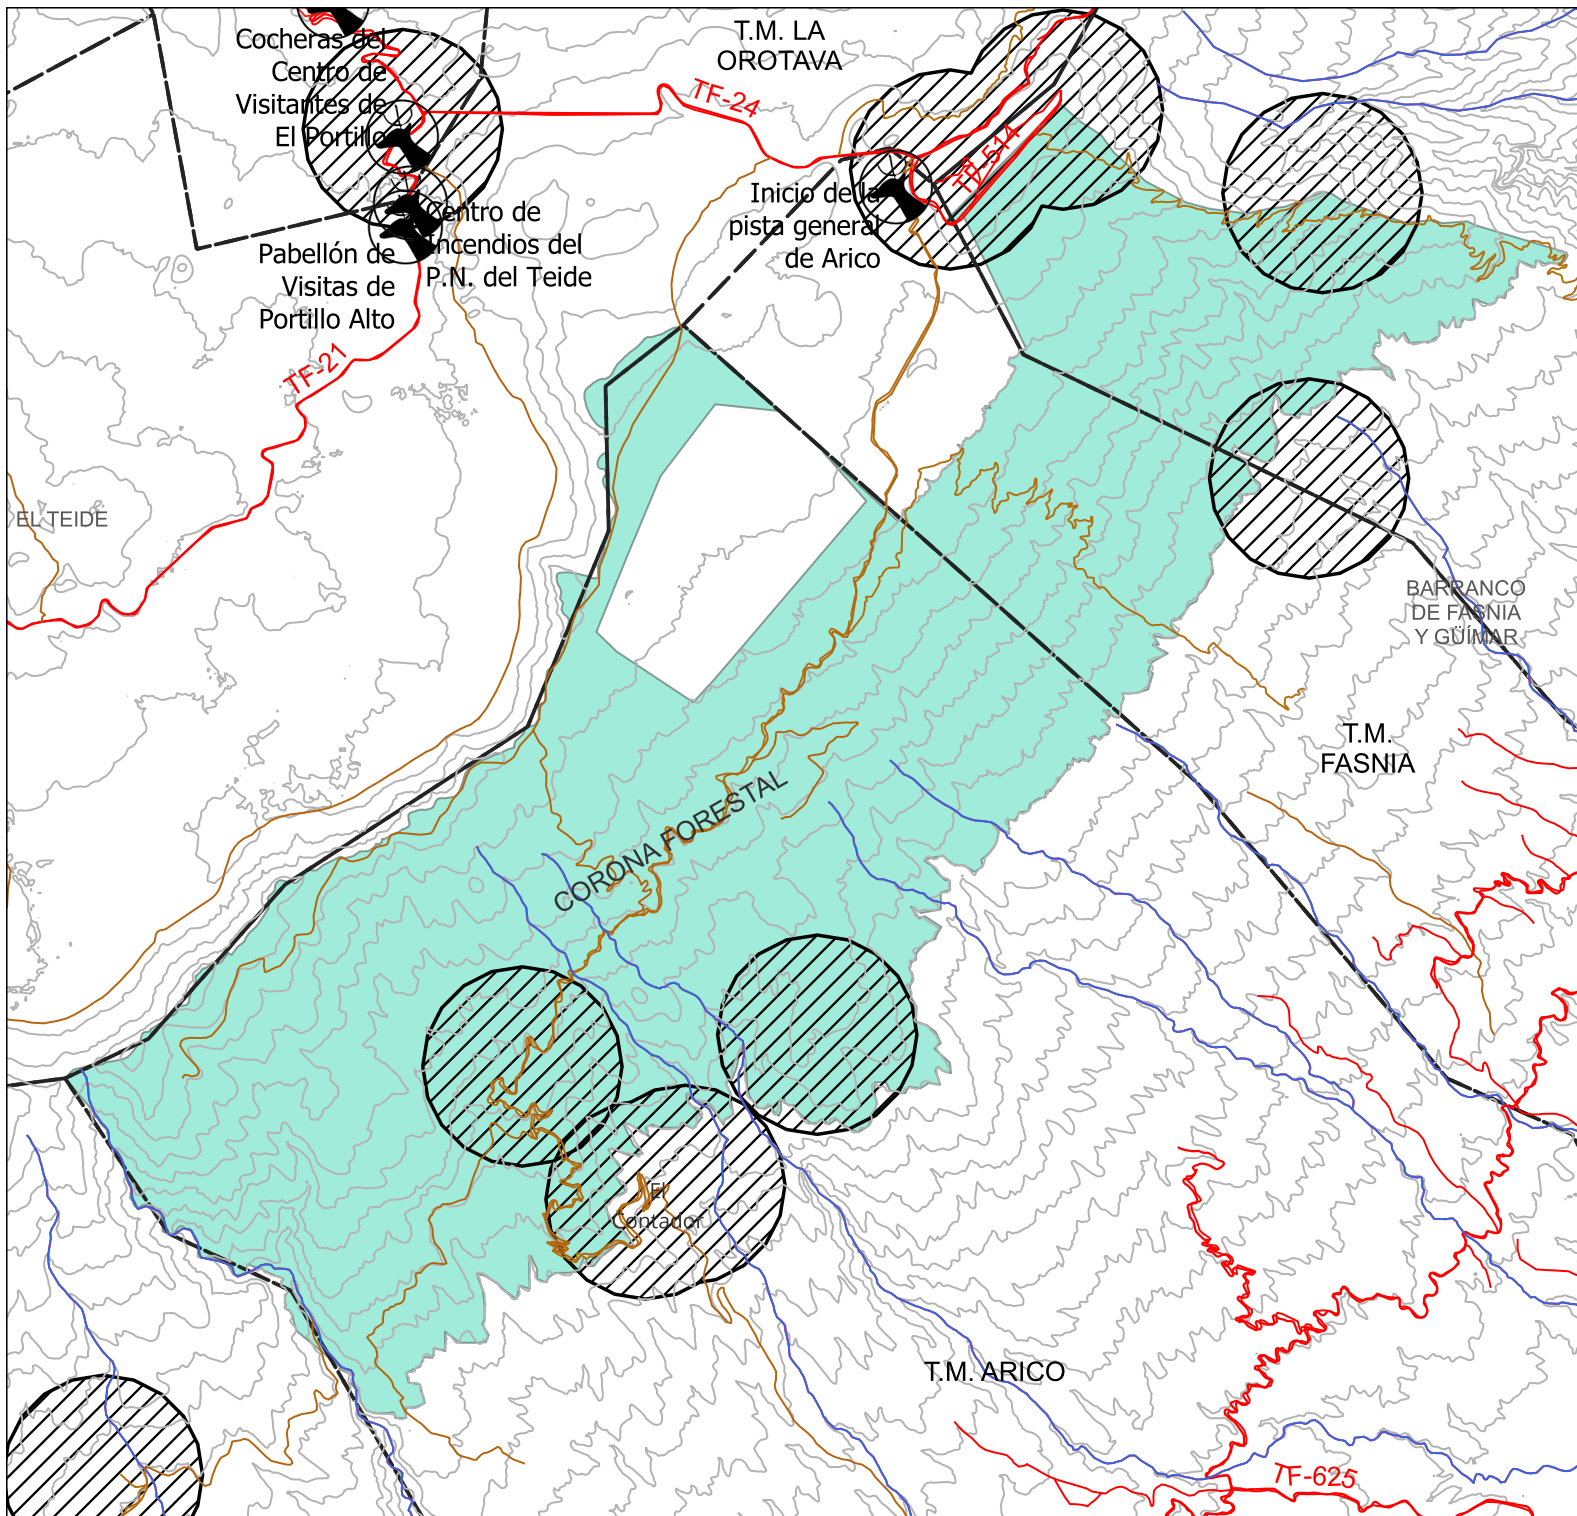 T.M. LA
OROTAVA
Cocheras del
Centro de
Visitantes de
El Portillo
TF-24
TF-514
Inicio de la
pista general
de Arico
Centro de
Incendios del
P.N. del Teide
Pabellón de
Visitas de
Portillo Alto
TF-21
EL TEIDE
BARRANCO
DE FASNIA
Y GÜÍMAR
T.M.
FASNIA
CORONA FORESTAL
El
Contador
T.M. ARICO
TF-625